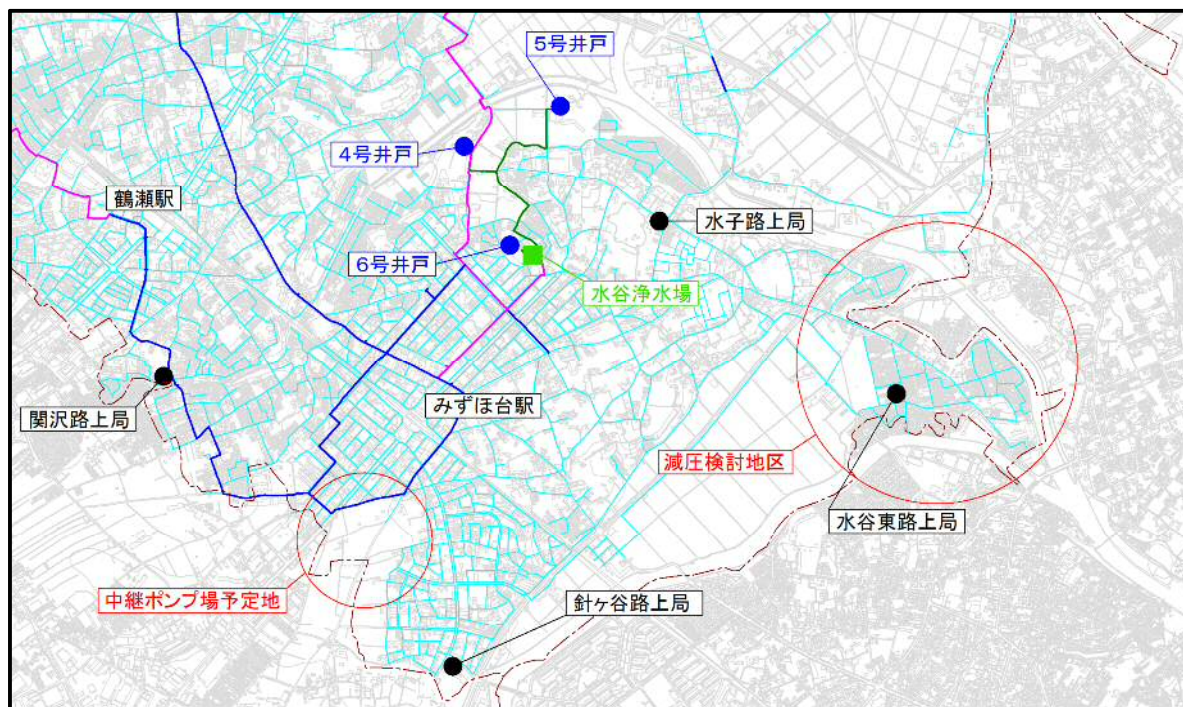 5号井戸
4号井戸
鶴瀬駅
水子路上局
6号井戸
水谷浄水場
みずほ台駅
関沢路上局
減圧検討地区
水谷東路上局
中継ポンプ場予定地
針ヶ谷路上局